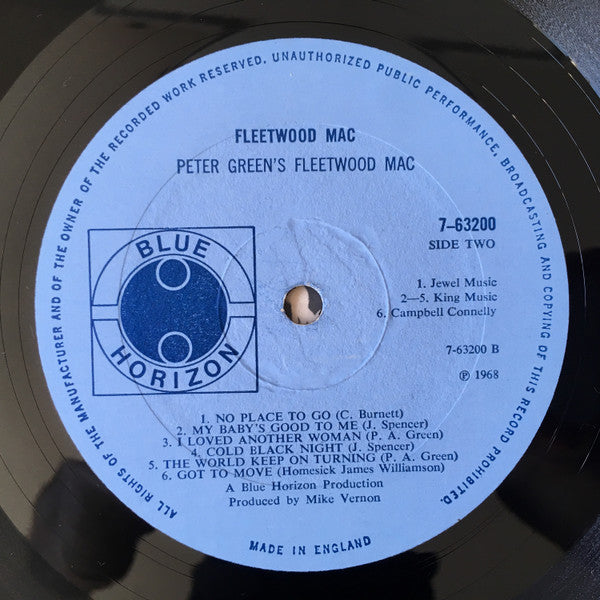 ALL RIGHTS OF THE MANUFACTURER AND OF THE OWNER OF THE RECORDED WORK RESERVED. UNAUTHORIZED PUBLIC PERFORMANCE, BROADCASTING AND COPYING OF THIS RECORD PROHIBITED.
FLEETWOOD MAC
PETER GREEN'S FLEETWOOD MAC
7–63200
SIDE TWO
BLUE
HORIZON
1. Jewel Music
2—5. King Music
6. Campbell Connelly
7-63200 B
℗ 1968
1. NO PLACE TO GO (C. Burnett)
2. MY BABY'S GOOD TO ME (J. Spencer)
3. I LOVED ANOTHER WOMAN (P. A. Green)
4. COLD BLACK NIGHT (J. Spencer)
5. THE WORLD KEEP ON TURNING (P. A. Green)
6. GOT TO MOVE (Homesick James Williamson)
A Blue Horizon Production
Produced by Mike Vernon
MADE IN ENGLAND